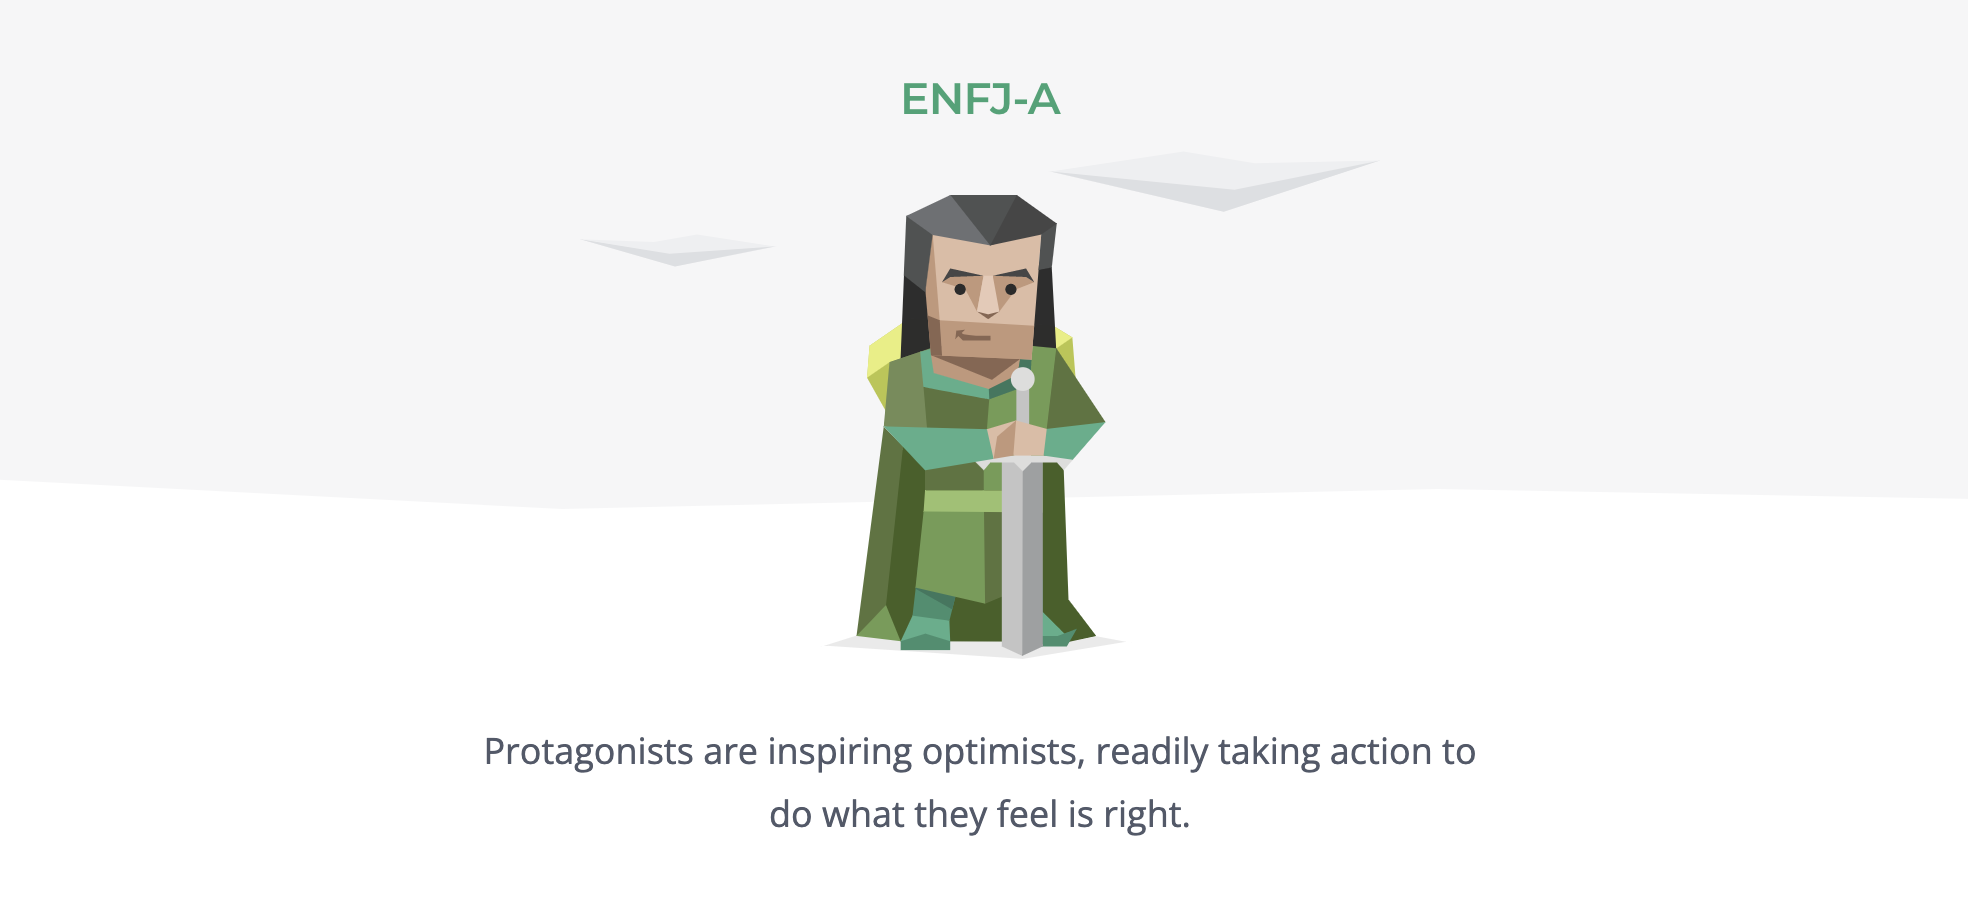 ENFJ-A
Protagonists are inspiring optimists, readily taking action to
do what they feel is right.